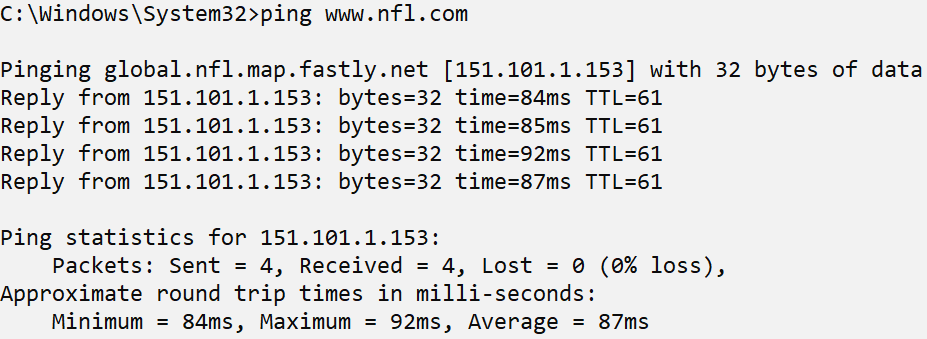 C:\Windows\System32>ping www.nfl.com
Pinging global.nfl.map.fastly.net [151.101.1.153] with 32 bytes of data
Reply from 151.101.1.153: bytes=32 time=84ms TTL=61
Reply from 151.101.1.153: bytes=32 time=85ms TTL=61
Reply from 151.101.1.153: bytes=32 time=92ms TTL=61
Reply from 151.101.1.153: bytes=32 time=87ms TTL=61
Ping statistics for 151.101.1.153:
    Packets: Sent = 4, Received = 4, Lost = 0 (0% loss),
Approximate round trip times in milli-seconds:
    Minimum = 84ms, Maximum = 92ms, Average = 87ms